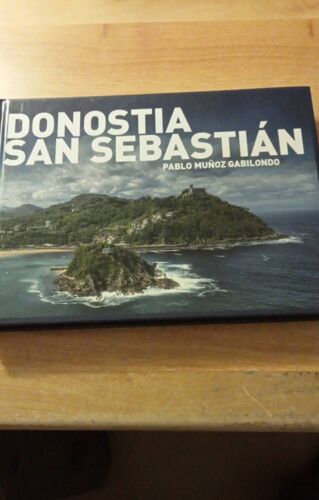 DONOSTIA
SAN SEBASTIÁN
PABLO MUÑOZ GABILONDO